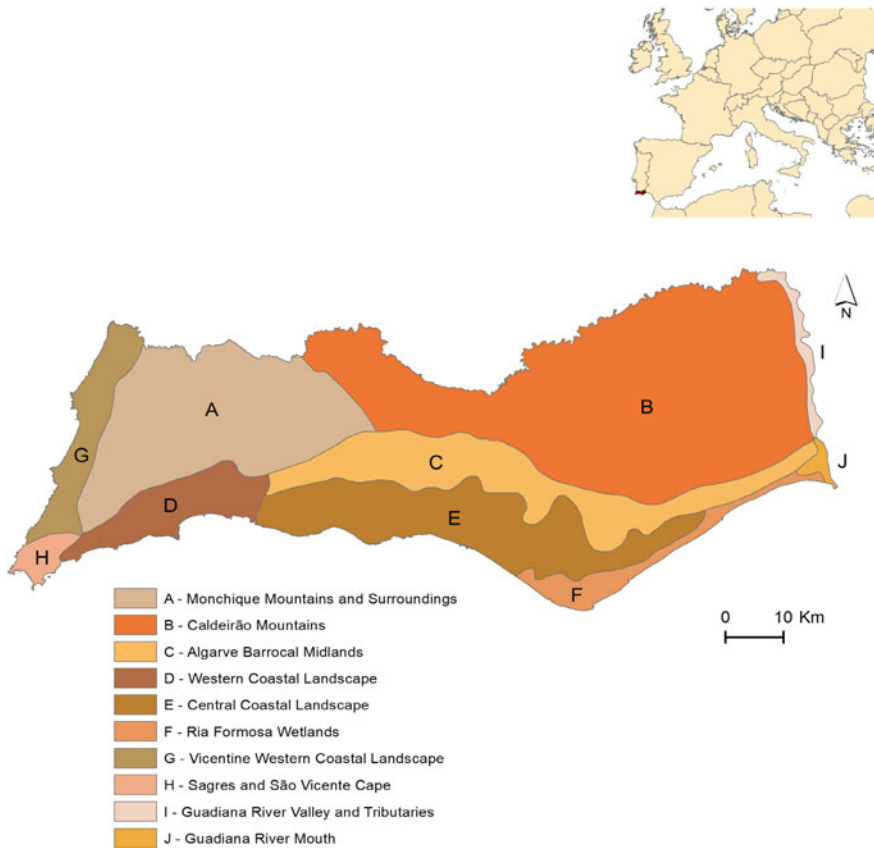 N
I
B
A
G
C
J
D
E
H
F
A - Monchique Mountains and Surroundings
B - Caldeirão Mountains
C - Algarve Barrocal Midlands
D - Western Coastal Landscape
E - Central Coastal Landscape
F - Ria Formosa Wetlands
G - Vicentine Western Coastal Landscape
H - Sagres and São Vicente Cape
I - Guadiana River Valley and Tributaries
J - Guadiana River Mouth
0 10 Km